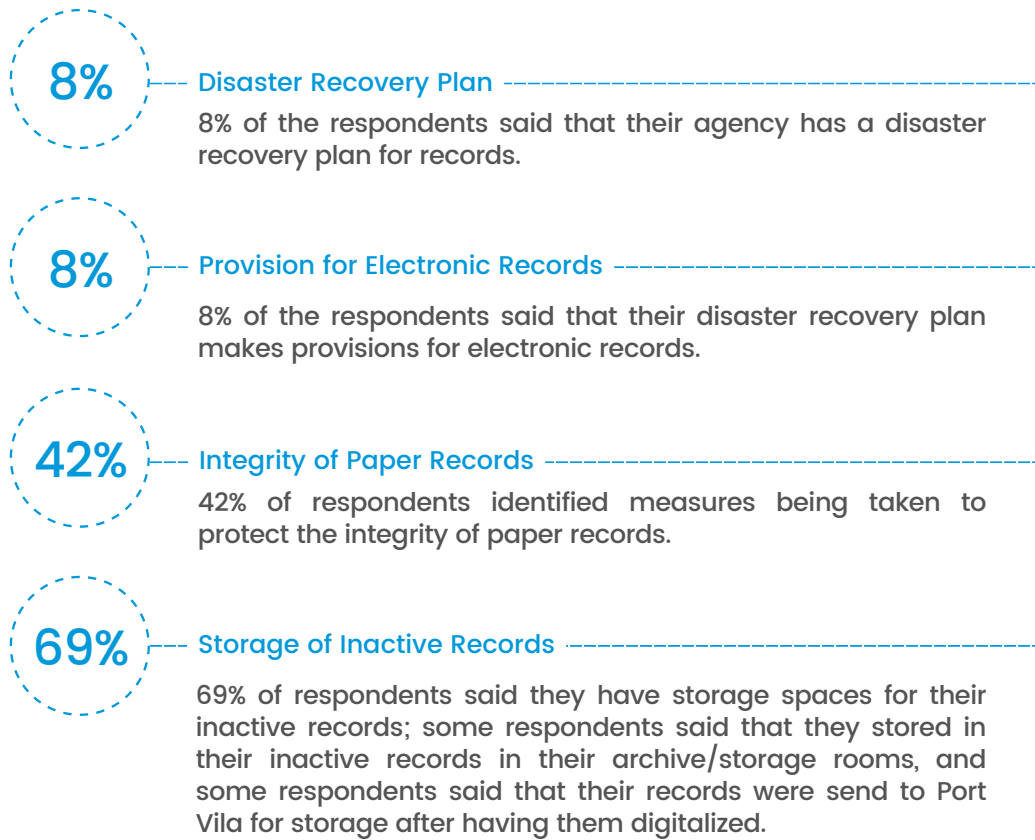 8%
Disaster Recovery Plan
8% of the respondents said that their agency has a disaster
recovery plan for records.
8%
Provision for Electronic Records
8% of the respondents said that their disaster recovery plan
makes provisions for electronic records.
42%
Integrity of Paper Records
42% of respondents identified measures being taken to
protect the integrity of paper records.
69%
Storage of Inactive Records
69% of respondents said they have storage spaces for their
inactive records; some respondents said that they stored in
their inactive records in their archive/storage rooms, and
some respondents said that their records were send to Port
Vila for storage after having them digitalized.